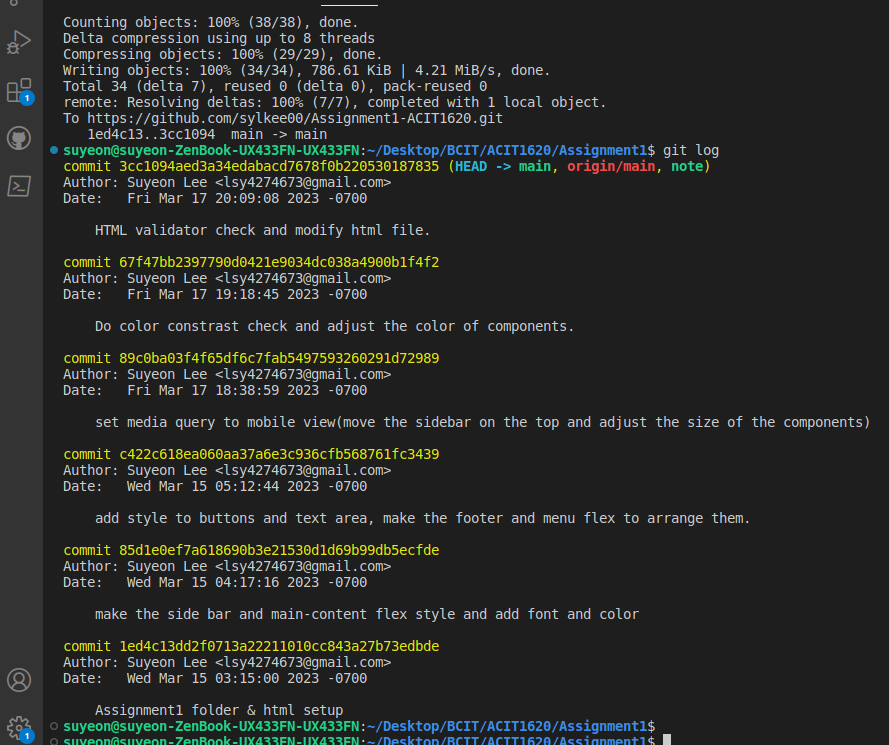 Counting objects: 100% (38/38), done.
Delta compression using up to 8 threads
Compressing objects: 100% (29/29), done.
Writing objects: 100% (34/34), 786.61 KiB | 4.21 MiB/s, done.
Total 34 (delta 7), reused 0 (delta 0), pack-reused 0
remote: Resolving deltas: 100% (7/7), completed with 1 local object.
To https://github.com/sylkee00/Assignment1-ACIT1620.git
   1ed4c13..3cc1094  main -> main
suyeon@suyeon-ZenBook-UX433FN-UX433FN:~/Desktop/BCIT/ACIT1620/Assignment1$ git log
commit 3cc1094aed3a34edabacd7678f0b220530187835 (HEAD -> main, origin/main, note)
Author: Suyeon Lee <lsy4274673@gmail.com>
Date:   Fri Mar 17 20:09:08 2023 -0700
    HTML validator check and modify html file.
commit 67f47bb2397790d0421e9034dc038a4900b1f4f2
Author: Suyeon Lee <lsy4274673@gmail.com>
Date:   Fri Mar 17 19:18:45 2023 -0700
    Do color constrast check and adjust the color of components.
commit 89c0ba03f4f65df6c7fab5497593260291d72989
Author: Suyeon Lee <lsy4274673@gmail.com>
Date:   Fri Mar 17 18:38:59 2023 -0700
    set media query to mobile view(move the sidebar on the top and adjust the size of the components)
commit c422c618ea060aa37a6e3c936cfb568761fc3439
Author: Suyeon Lee <lsy4274673@gmail.com>
Date:   Wed Mar 15 05:12:44 2023 -0700
    add style to buttons and text area, make the footer and menu flex to arrange them.
commit 85d1e0ef7a618690b3e21530d1d69b99db5ecfde
Author: Suyeon Lee <lsy4274673@gmail.com>
Date:   Wed Mar 15 04:17:16 2023 -0700
    make the side bar and main-content flex style and add font and color
commit 1ed4c13dd2f0713a22211010cc843a27b73edbde
Author: Suyeon Lee <lsy4274673@gmail.com>
Date:   Wed Mar 15 03:15:00 2023 -0700
    Assignment1 folder & html setup
suyeon@suyeon-ZenBook-UX433FN-UX433FN:~/Desktop/BCIT/ACIT1620/Assignment1$
suyeon@suyeon-ZenBook-UX433FN-UX433FN:~/Desktop/BCIT/ACIT1620/Assignment1$
1
1